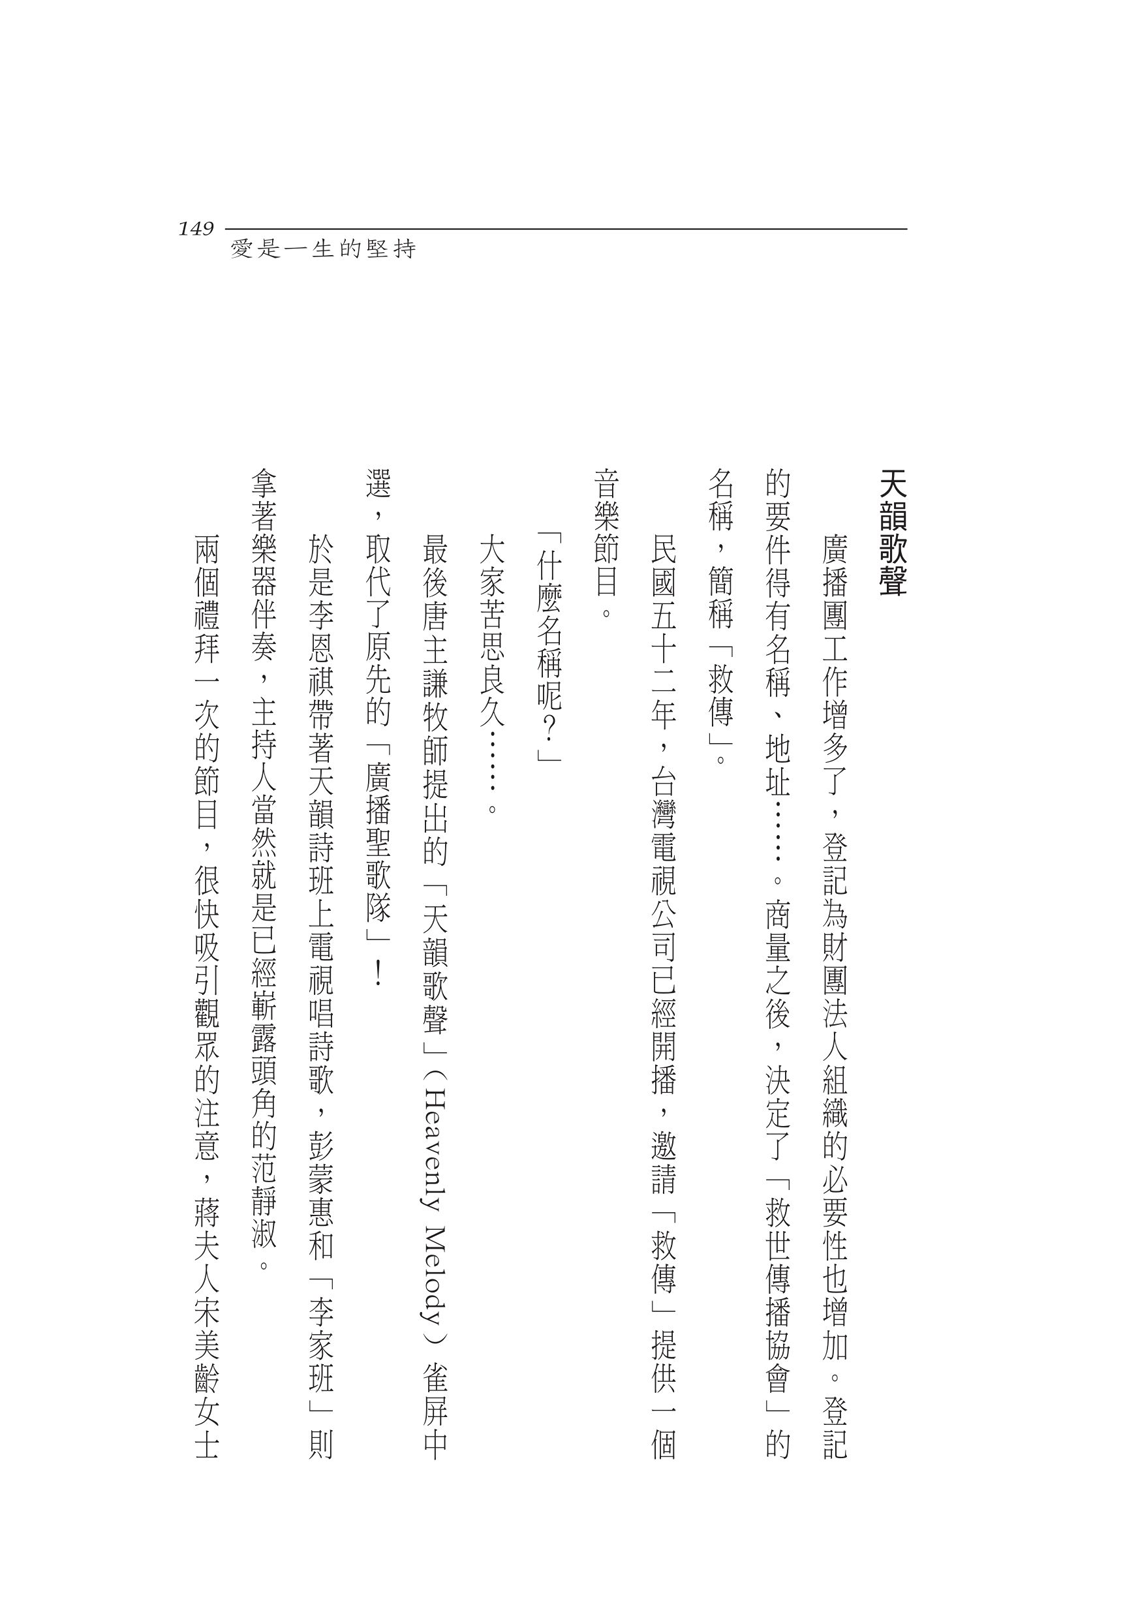 149
愛是一生的堅持
天韻歌聲
廣播團工作增多了，登記為財團法人組織的必要性也增加。登記
的要件得有名稱、地址……。商量之後，決定了「救世傳播協會」的
名稱，簡稱「救傳」。
民國五十二年，台灣電視公司已經開播，邀請「救傳」提供一個
音樂節目。
「什麼名稱呢？」
大家苦思良久……。
最後唐主謙牧師提出的「天韻歌聲」（Heavenly Melody）雀屏中
選，取代了原先的「廣播聖歌隊」！
於是李恩祺帶著天韻詩班上電視唱詩歌，彭蒙惠和「李家班」則
拿著樂器伴奏，主持人當然就是已經嶄露頭角的范靜淑。
兩個禮拜一次的節目，很快吸引觀眾的注意，蔣夫人宋美齡女士